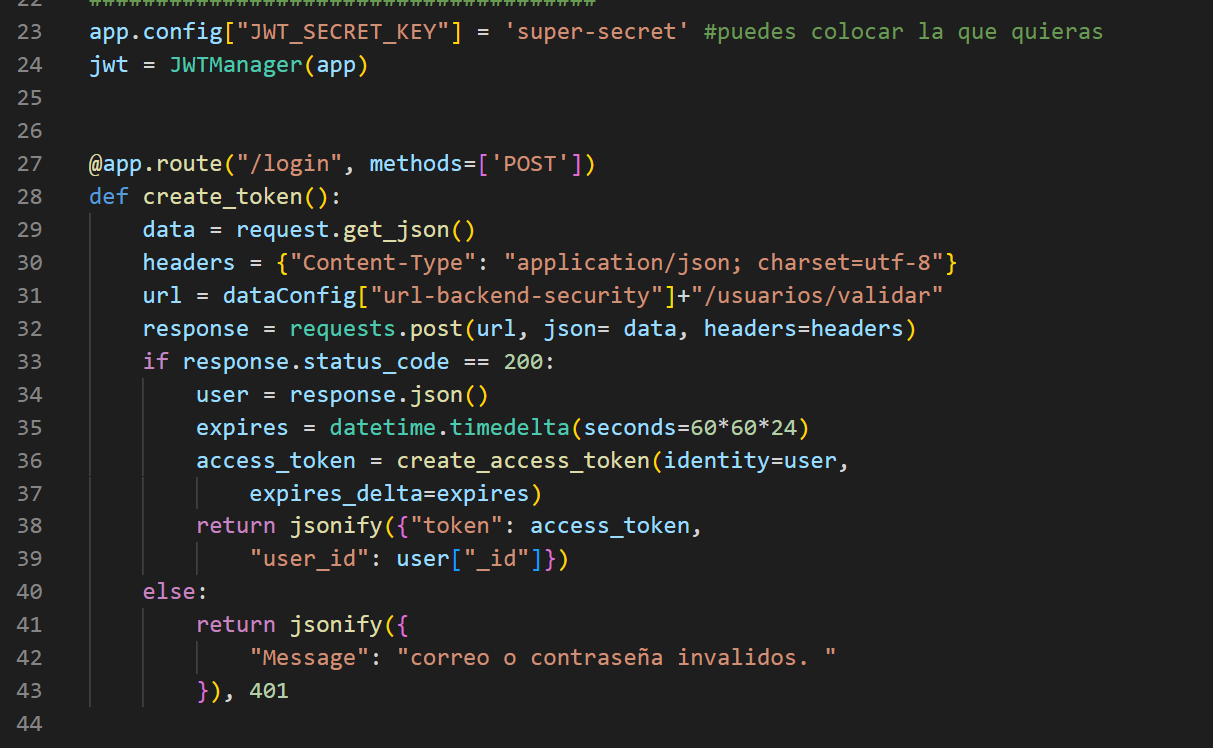 22 ######################################
23 app.config["JWT_SECRET_KEY"] = 'super-secret' #puedes colocar la que quieras
24 jwt = JWTManager(app)
25
26
27 @app.route("/login", methods=['POST'])
28 def create_token():
29     data = request.get_json()
30     headers = {"Content-Type": "application/json; charset=utf-8"}
31     url = dataConfig["url-backend-security"]+"/usuarios/validar"
32     response = requests.post(url, json= data, headers=headers)
33     if response.status_code == 200:
34         user = response.json()
35         expires = datetime.timedelta(seconds=60*60*24)
36         access_token = create_access_token(identity=user,
37             expires_delta=expires)
38         return jsonify({"token": access_token,
39             "user_id": user["_id"]})
40     else:
41         return jsonify({
42             "Message": "correo o contraseña invalidos. "
43         }), 401
44